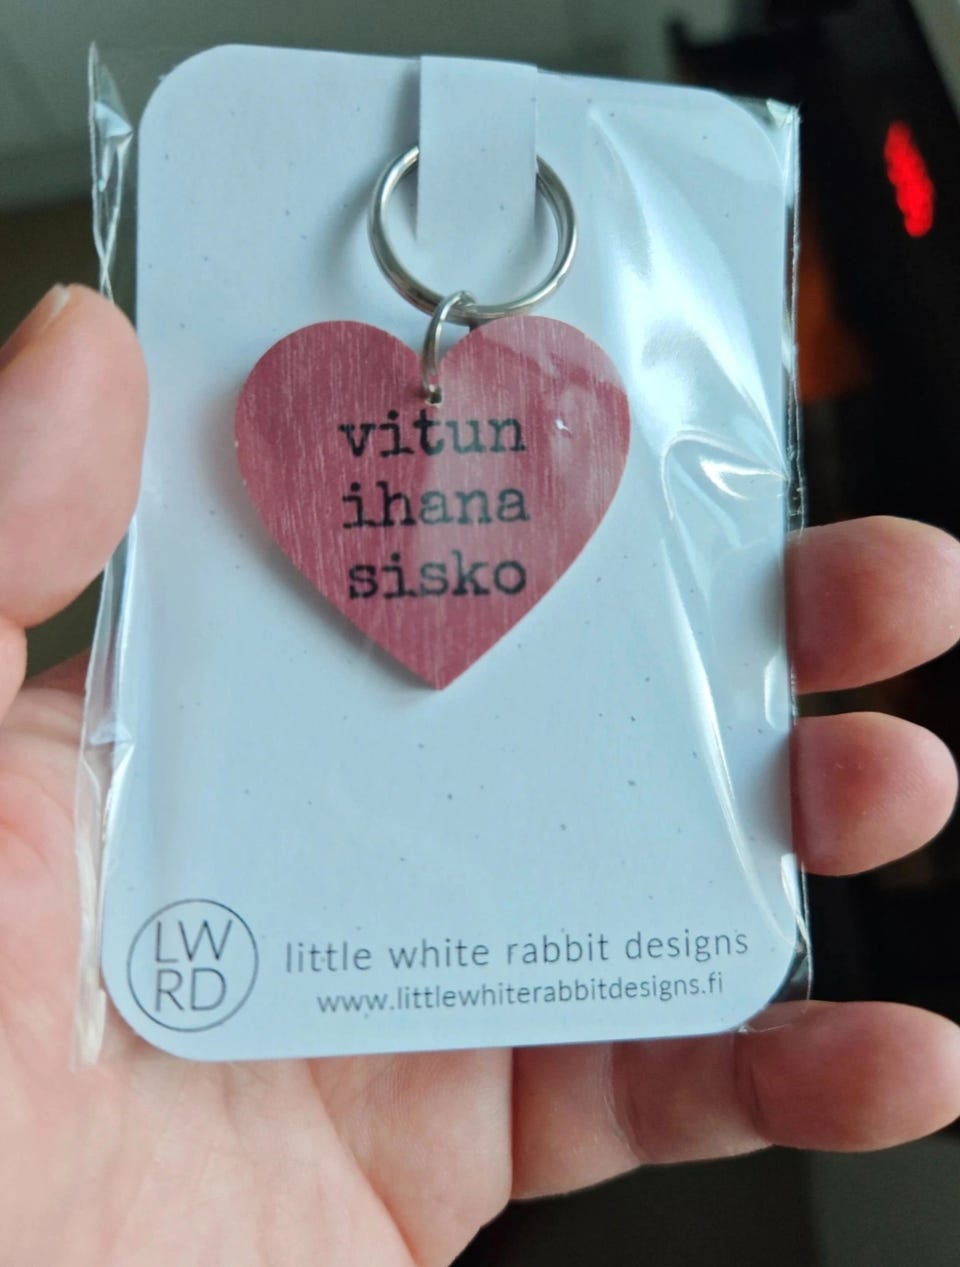 vitun
ihana
sisko
LW
RD
little white rabbit designs
www.littlewhiterabbitdesigns.fi